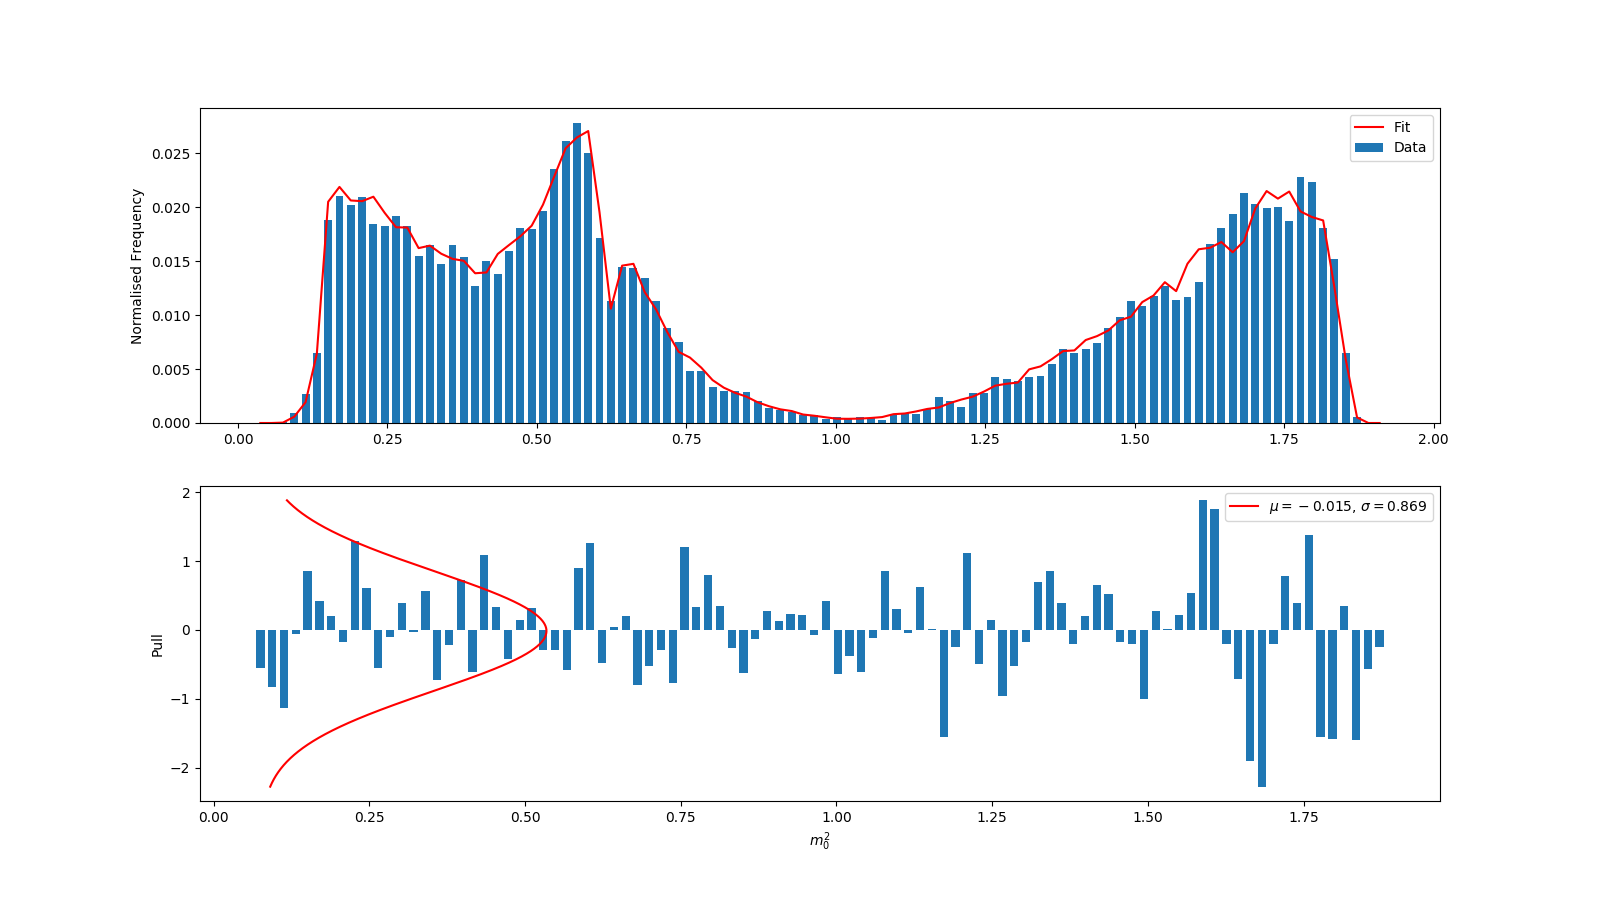 Fit
Data
Normalised Frequency
0.025
0.020
0.015
0.010
0.005
0.000
0.00 0.25 0.50 0.75 1.00 1.25 1.50 1.75 2.00
μ = −0.015, σ = 0.869
Pull
2
1
0
−1
−2
0.00 0.25 0.50 0.75 1.00 1.25 1.50 1.75
m₀²